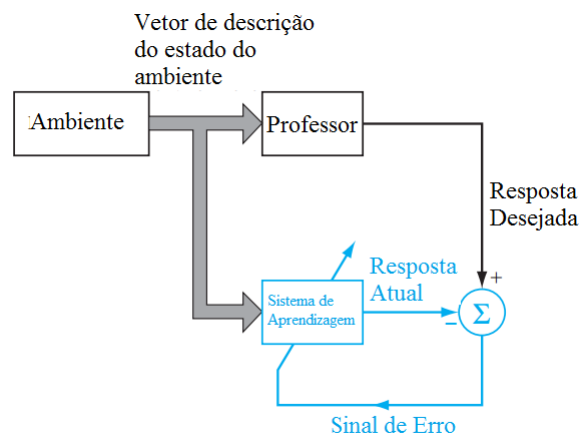 Vetor de descrição
do estado do
ambiente
Ambiente
Professor
Resposta
Desejada
Resposta
Atual
+
Sistema de
Aprendizagem
−
Σ
Sinal de Erro